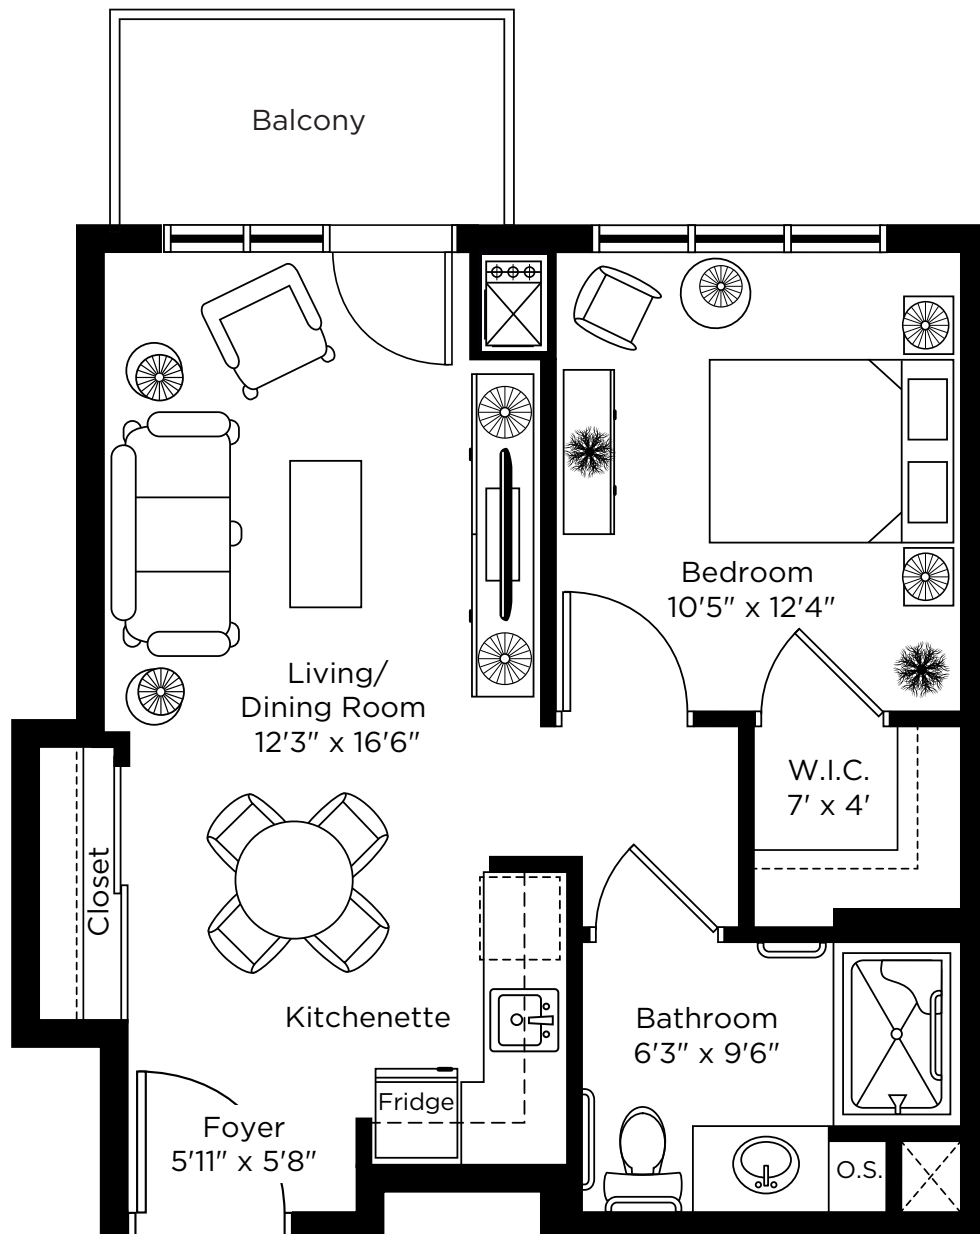 Balcony
Bedroom
10'5" x 12'4"
Living/
Dining Room
12'3" x 16'6"
W.I.C.
7' x 4'
Closet
Kitchenette
Bathroom
6'3" x 9'6"
Fridge
Foyer
5'11" x 5'8"
O.S.